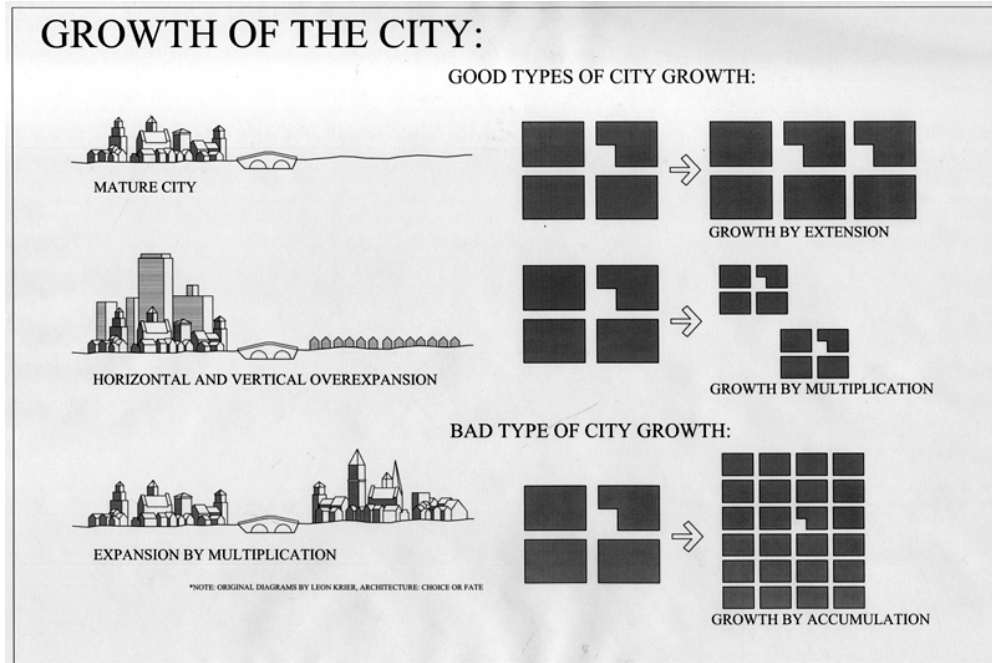 GROWTH OF THE CITY:
GOOD TYPES OF CITY GROWTH:
MATURE CITY
GROWTH BY EXTENSION
HORIZONTAL AND VERTICAL OVEREXPANSION
GROWTH BY MULTIPLICATION
BAD TYPE OF CITY GROWTH:
EXPANSION BY MULTIPLICATION
*NOTE: ORIGINAL DIAGRAMS BY LEON KRIER, ARCHITECTURE: CHOICE OR FATE
GROWTH BY ACCUMULATION